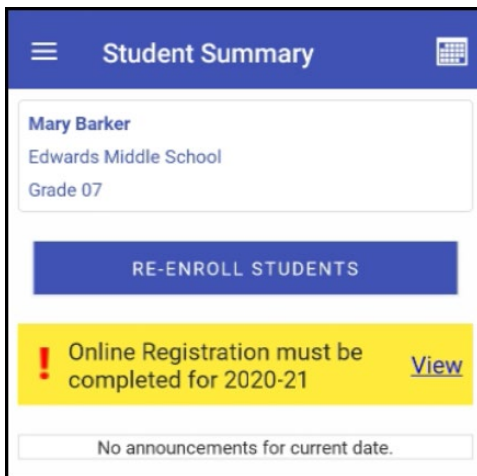 Student Summary
Mary Barker
Edwards Middle School
Grade 07
RE-ENROLL STUDENTS
! Online Registration must be
completed for 2020-21
View
No announcements for current date.